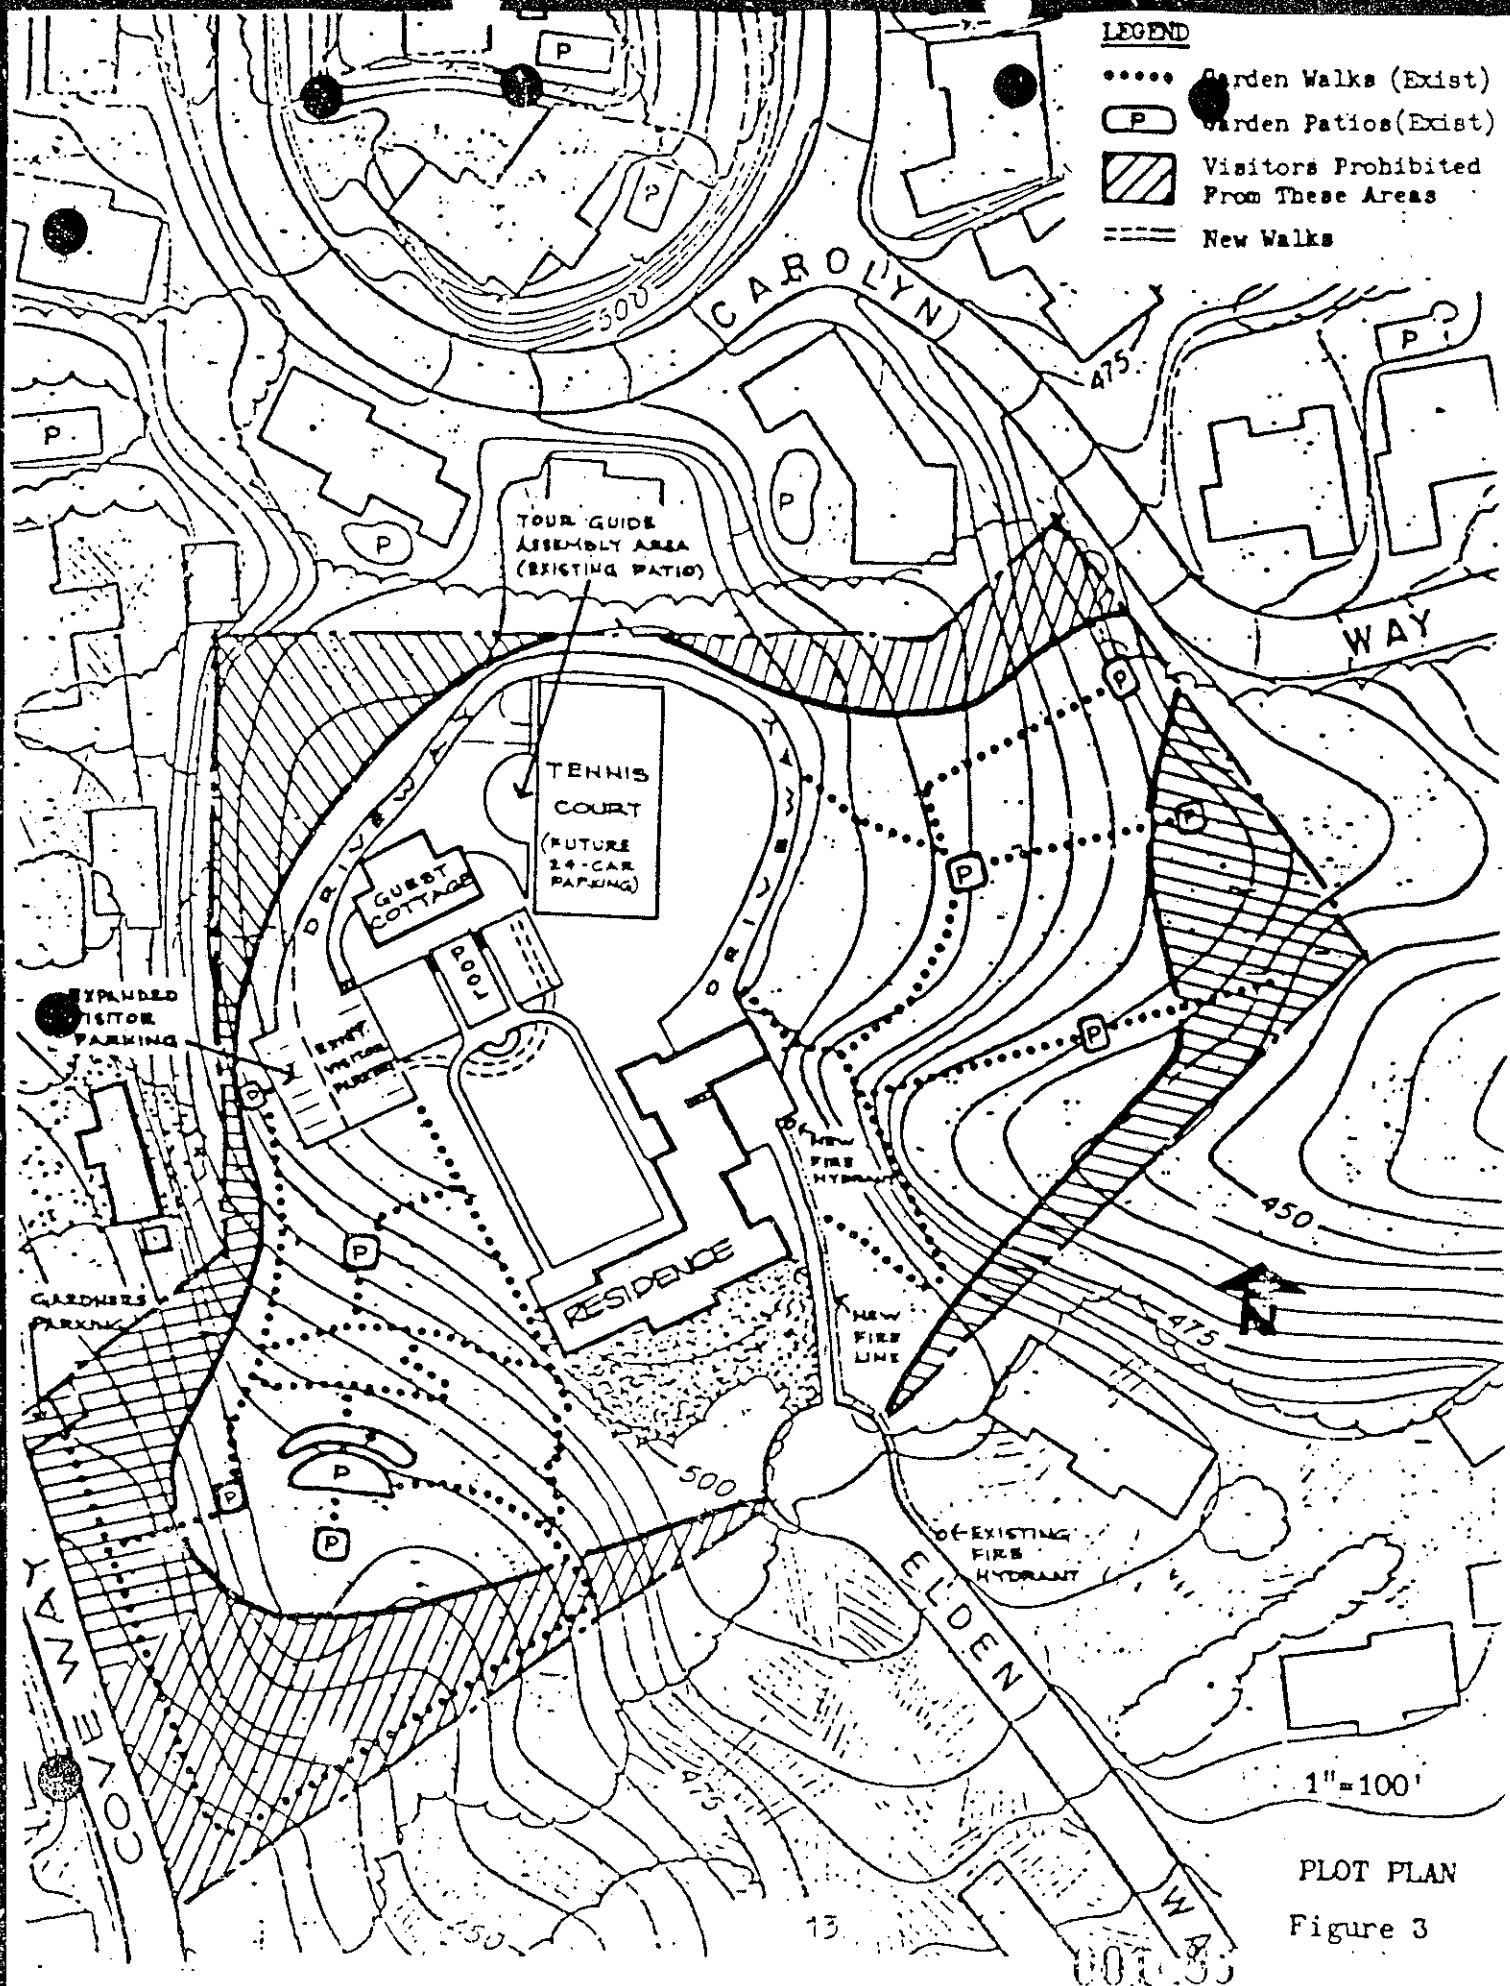 LEGEND
Garden Walks (Exist)
P
Garden Patios (Exist)
Visitors Prohibited
From These Areas
New Walks
P
P
500
CAROLYN
475
P
P
P
P
TOUR GUIDE
ASSEMBLY AREA
(EXISTING PATIO)
WAY
P
DRIVEWAY
DRIVEWAY
TENNIS
COURT
(FUTURE
24-CAR
PARKING)
P
P
GUEST
COTTAGE
POOL
EXPANDED
VISITOR
PARKING
EXIST.
VISITOR
PARKING
P
P
NEW
FIRE
HYDRANT
450
P
RESIDENCE
N
GARDNERS
PARKING
NEW
FIRE
LINE
475
P
500
P
P
EXISTING
FIRE
HYDRANT
ELDEN
WAY
COVE WAY
475
1"=100'
PLOT PLAN
13
Figure 3